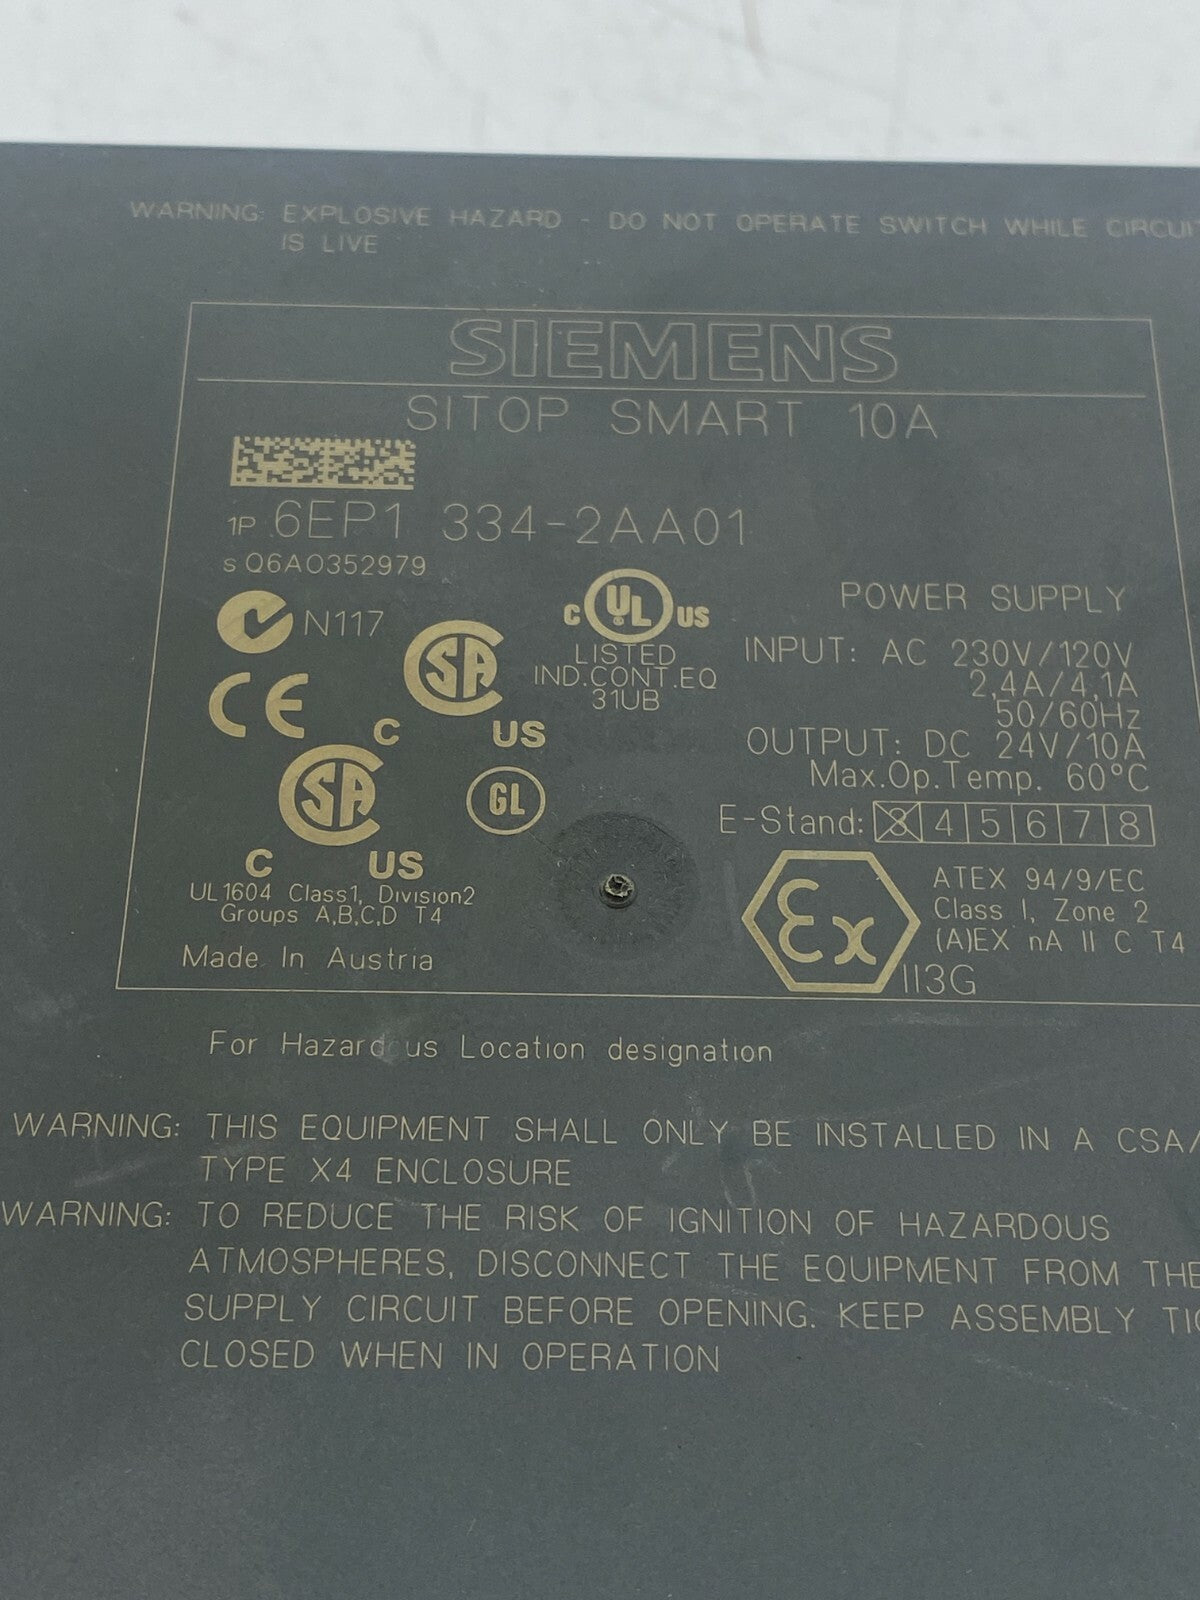 WARNING: EXPLOSIVE HAZARD - DO NOT OPERATE SWITCH WHILE
IS LIVE
SIEMENS
SITOP SMART 10A
1P 6EP1 334-2AA01
S Q6A0352979
N117
CE
SA
C US
SA
C US
C UL US
LISTED
IND.CONT.EQ
31UB
GL
UL1604 Class1, Division2
Groups A,B,C,D T4
Made In Austria
POWER SUPPLY
INPUT: AC 230V/120V
2,4A/4,1A
50/60Hz
OUTPUT: DC 24V/10A
Max.Op.Temp. 60°C
E-Stand: 3 4 5 6 7 8
Ex
II3G
ATEX 94/9/EC
Class I, Zone 2
(A)EX nA II C T4
For Hazardous Location designation
WARNING: THIS EQUIPMENT SHALL ONLY BE INSTALLED IN A CSA/
TYPE X4 ENCLOSURE
WARNING: TO REDUCE THE RISK OF IGNITION OF HAZARDOUS
ATMOSPHERES, DISCONNECT THE EQUIPMENT FROM THE
SUPPLY CIRCUIT BEFORE OPENING. KEEP ASSEMBLY
CLOSED WHEN IN OPERATION